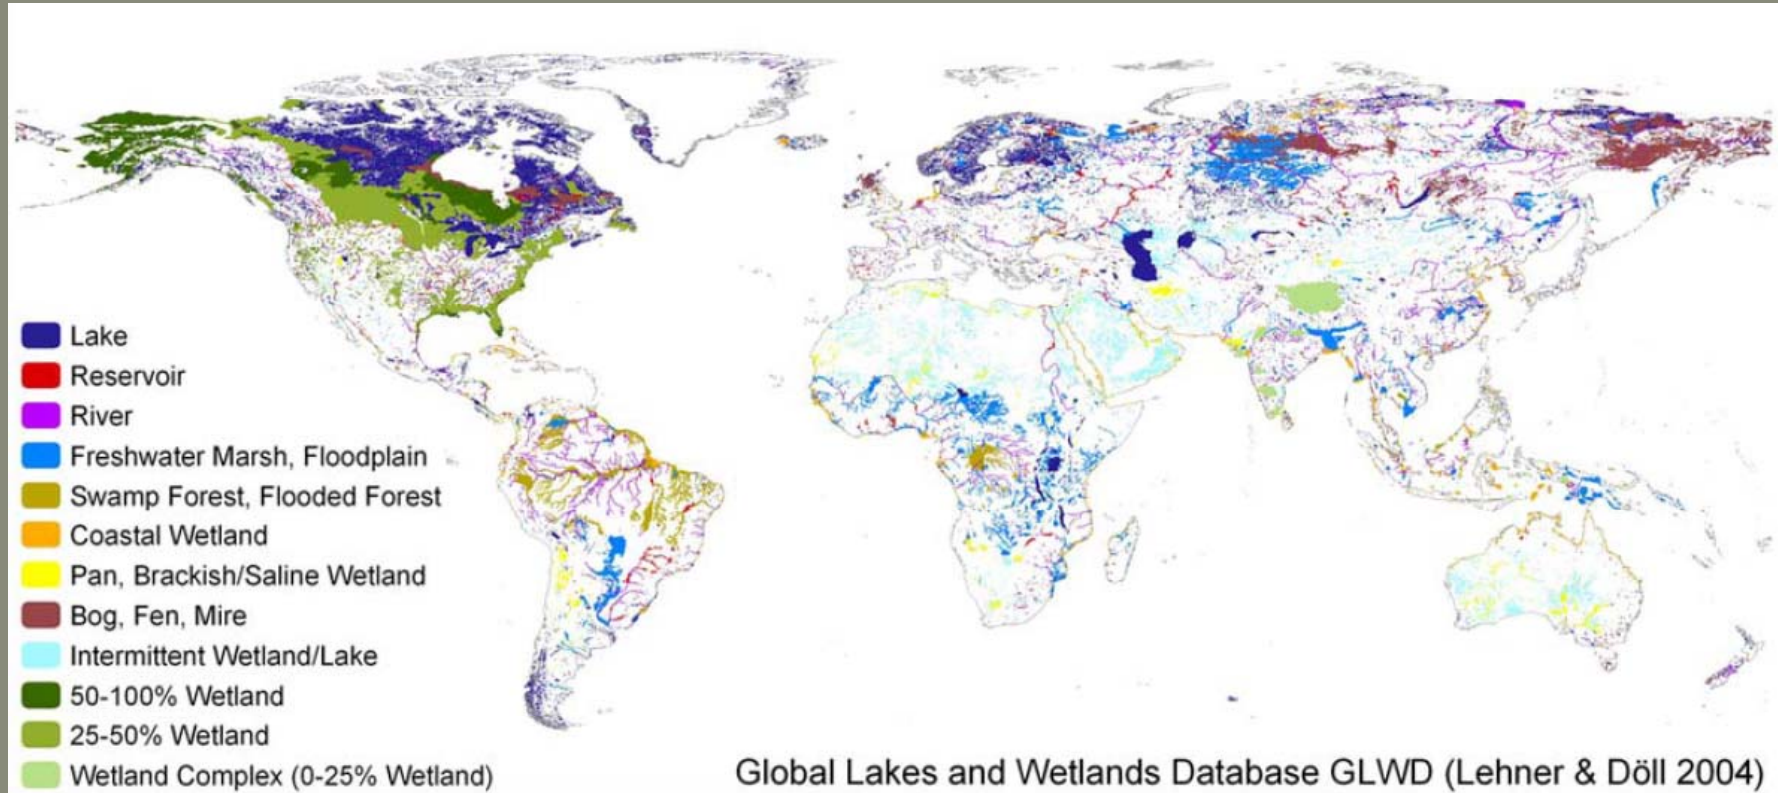 Lake
Reservoir
River
Freshwater Marsh, Floodplain
Swamp Forest, Flooded Forest
Coastal Wetland
Pan, Brackish/Saline Wetland
Bog, Fen, Mire
Intermittent Wetland/Lake
50-100% Wetland
25-50% Wetland
Wetland Complex (0-25% Wetland)
Global Lakes and Wetlands Database GLWD (Lehner & Döll 2004)